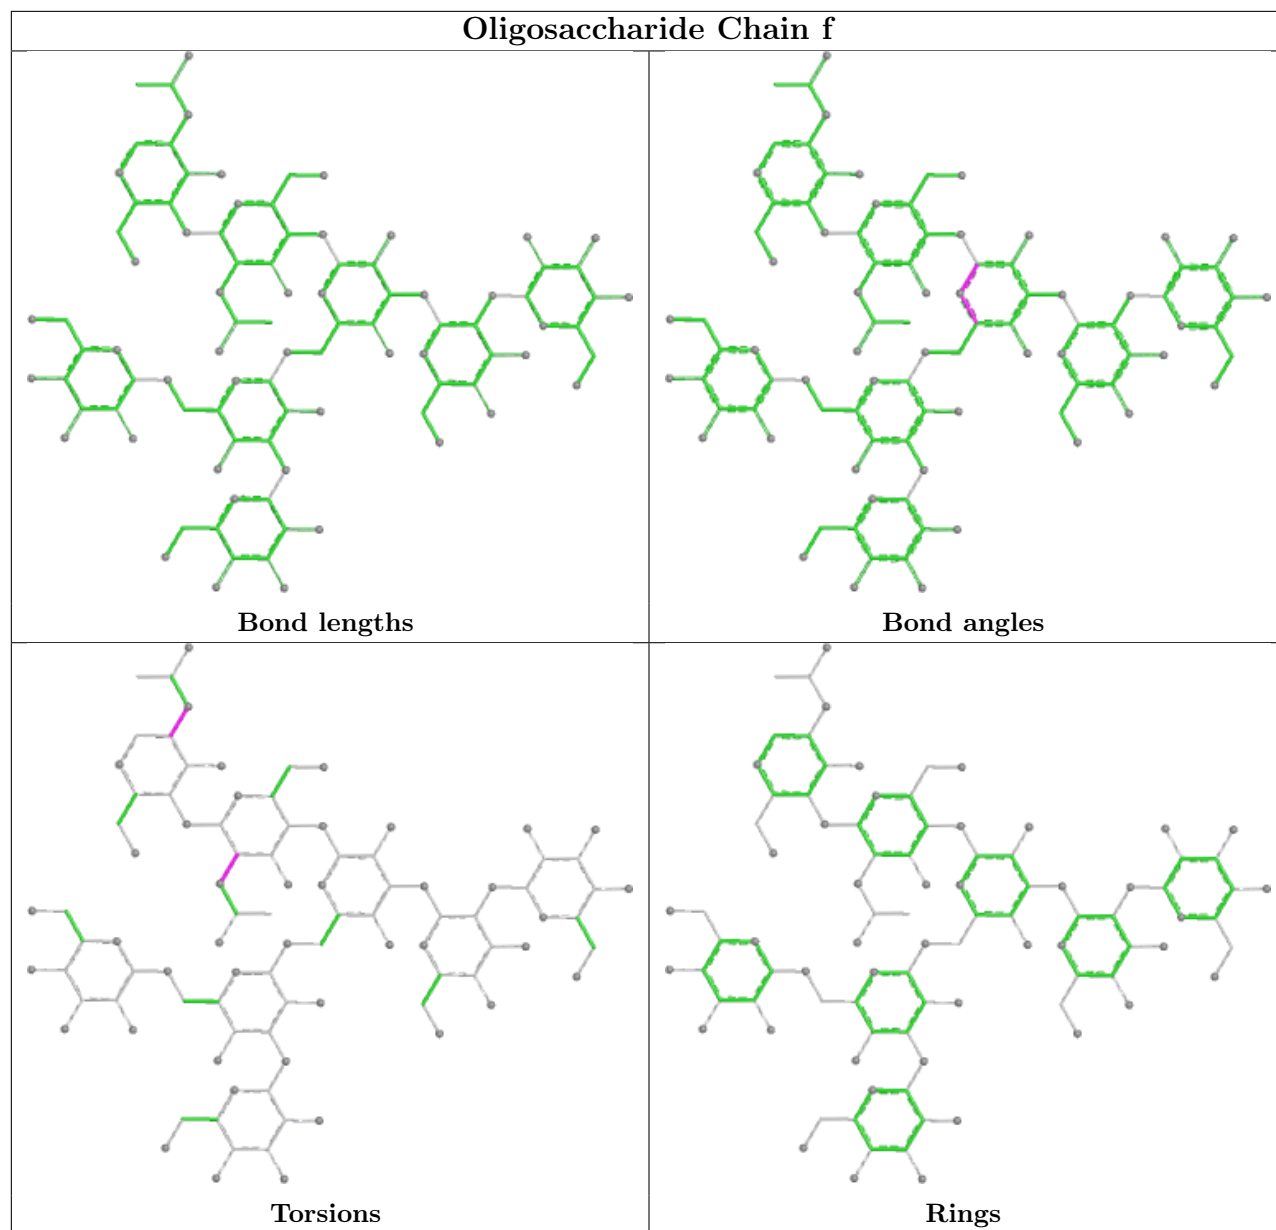 Oligosaccharide Chain f
Bond lengths
Bond angles
Torsions
Rings